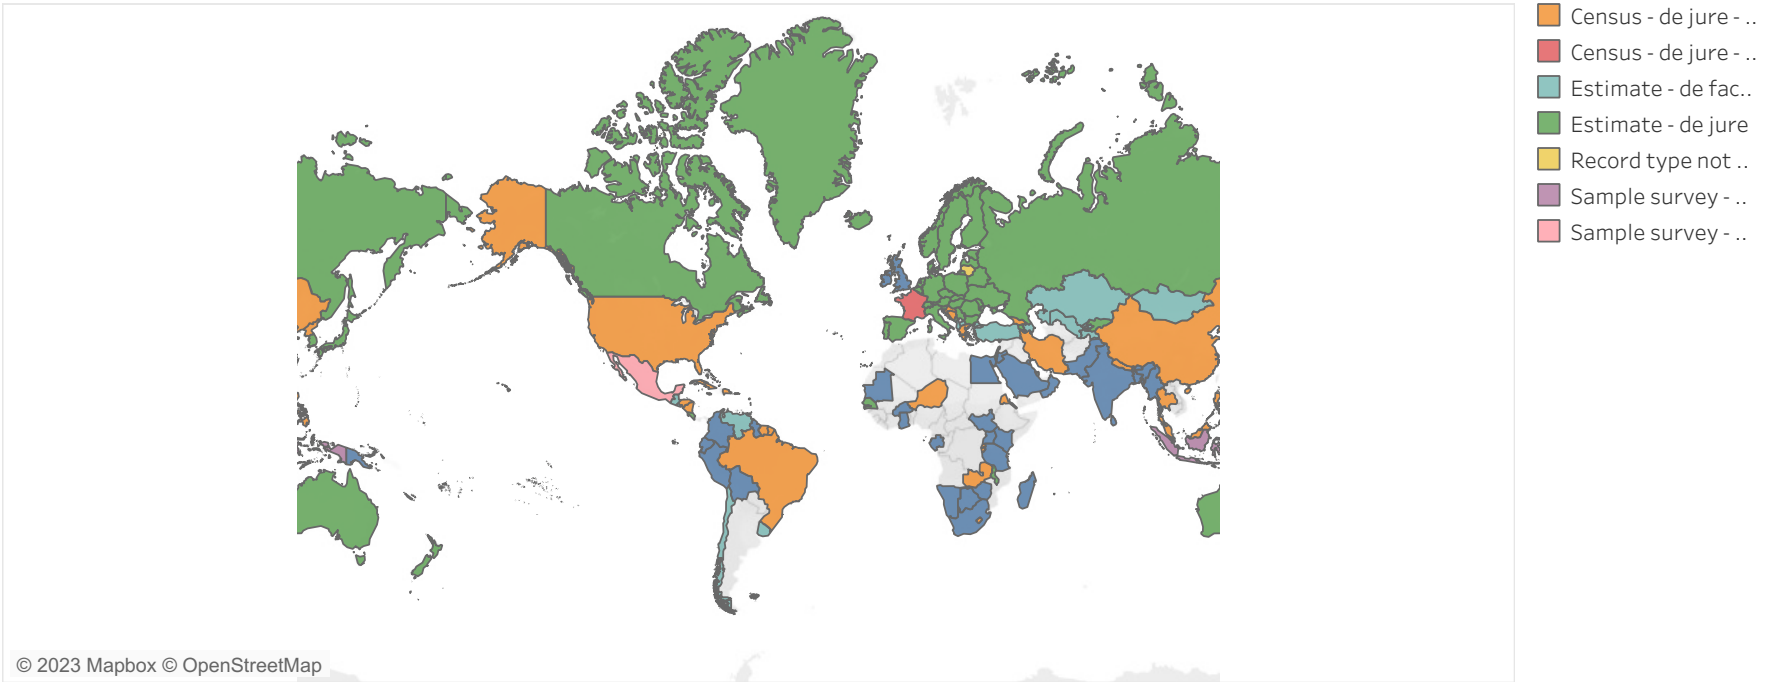 Census - de jure - ..
Census - de jure - ..
Estimate - de fac..
Estimate - de jure
Record type not ..
Sample survey - ..
Sample survey - ..
© 2023 Mapbox © OpenStreetMap